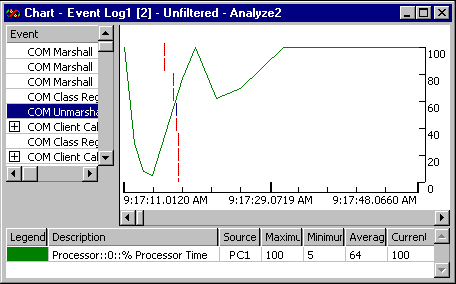 Chart - Event Log1 [2] - Unfiltered - Analyze2
Event
COM Marshall
COM Marshall
COM Marshall
COM Class Reg
COM Unmarsha
COM Client Cal
COM Class Reg
COM Client Cal
100
80
60
40
20
0
9:17:11.0120 AM 9:17:29.0719 AM 9:17:48.0660 AM
Legend Description Source Maximu Minimur Averag Current
Processor::0::% Processor Time PC1 100 5 64 100